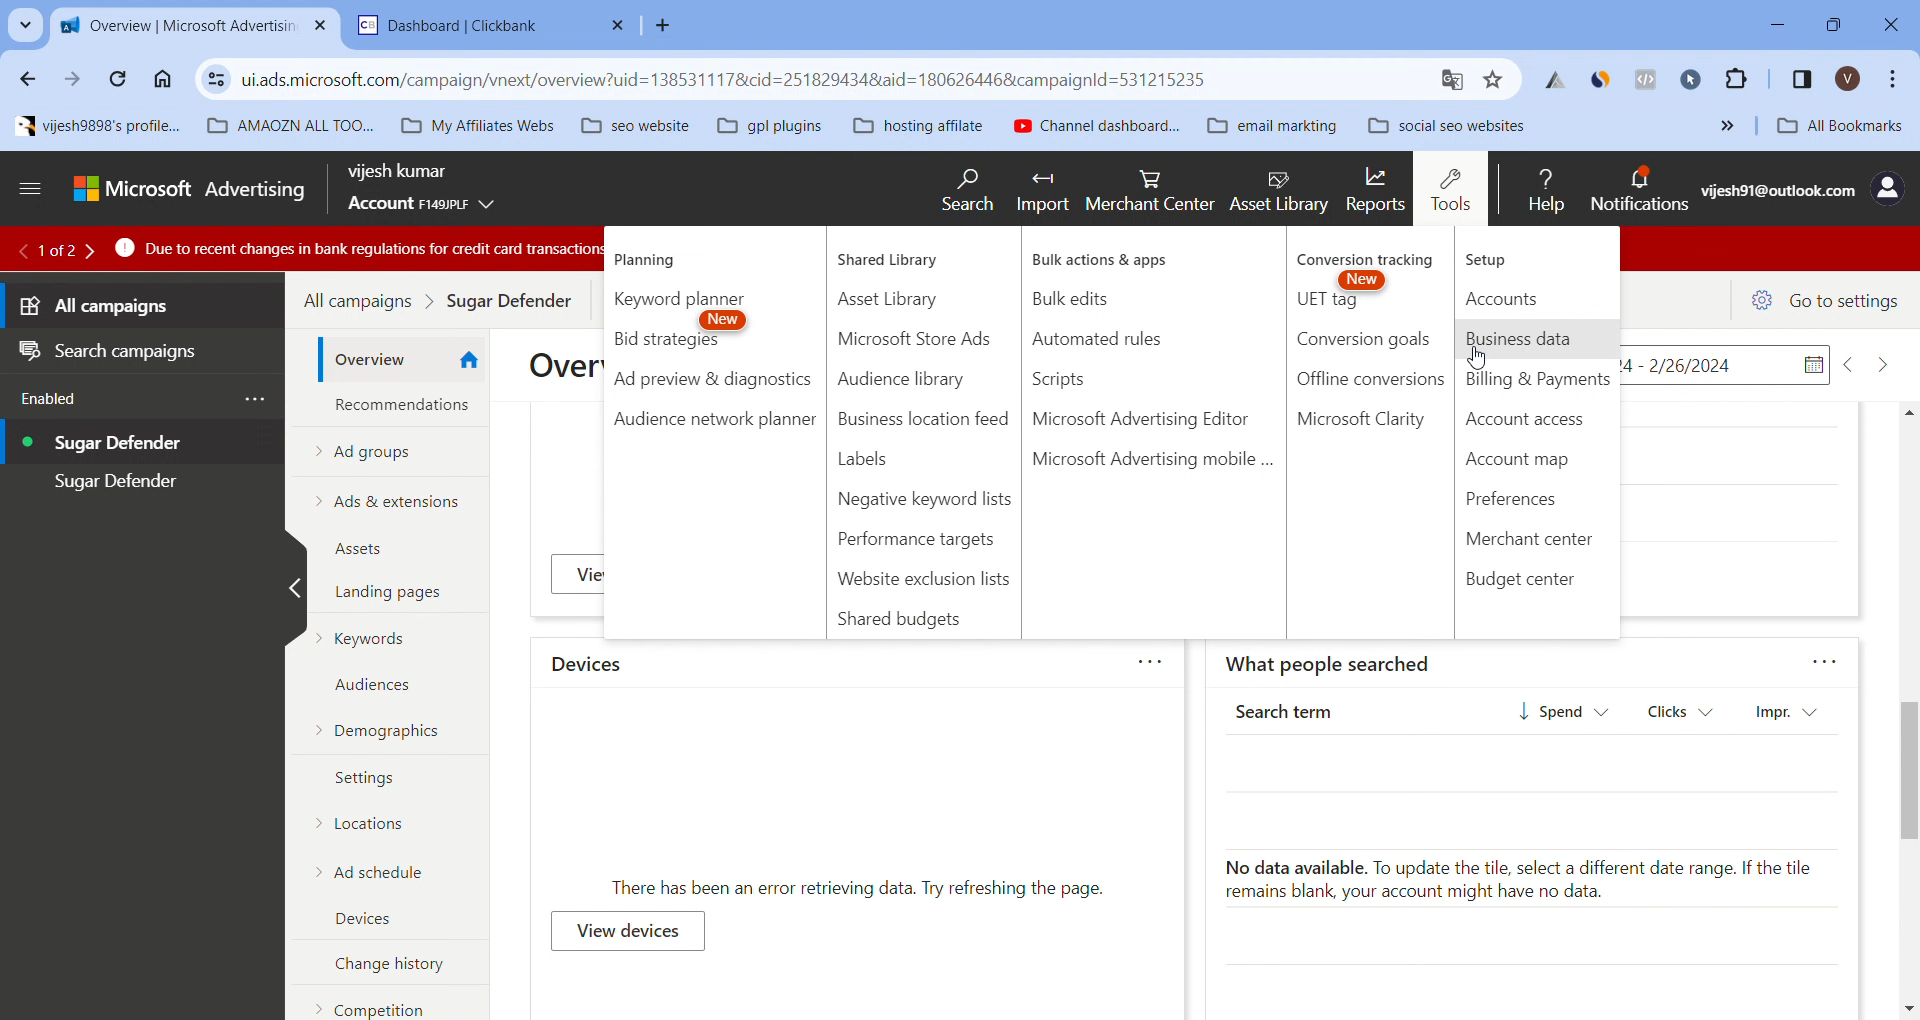 Overview | Microsoft Advertisin
Dashboard | Clickbank
ui.ads.microsoft.com/campaign/vnext/overview?uid=138531117&cid=251829434&aid=180626446&campaignId=531215235
V
vijesh9898's profile...
AMAOZN ALL TOO...
My Affiliates Webs
seo website
gpl plugins
hosting affilate
Channel dashboard...
email markting
social seo websites
»
All Bookmarks
Microsoft Advertising
vijesh kumar
Account F149JPLF
Search
Import
Merchant Center
Asset Library
Reports
Tools
Help
Notifications
vijesh91@outlook.com
1 of 2
Due to recent changes in bank regulations for credit card transactions
All campaigns
Search campaigns
Enabled
Sugar Defender
Sugar Defender
All campaigns > Sugar Defender
Go to settings
Overview
Recommendations
Ad groups
Ads & extensions
Assets
Landing pages
Keywords
Audiences
Demographics
Settings
Locations
Ad schedule
Devices
Change history
Competition
Planning
Keyword planner
New
Bid strategies
Ad preview & diagnostics
Audience network planner
Shared Library
Asset Library
Microsoft Store Ads
Audience library
Business location feed
Labels
Negative keyword lists
Performance targets
Website exclusion lists
Shared budgets
Bulk actions & apps
Bulk edits
Automated rules
Scripts
Microsoft Advertising Editor
Microsoft Advertising mobile ...
Conversion tracking
New
UET tag
Conversion goals
Offline conversions
Microsoft Clarity
Setup
Accounts
Business data
Billing & Payments
Account access
Account map
Preferences
Merchant center
Budget center
4 - 2/26/2024
Devices
There has been an error retrieving data. Try refreshing the page.
View devices
What people searched
Search term
Spend
Clicks
Impr.
No data available. To update the tile, select a different date range. If the tile
remains blank, your account might have no data.